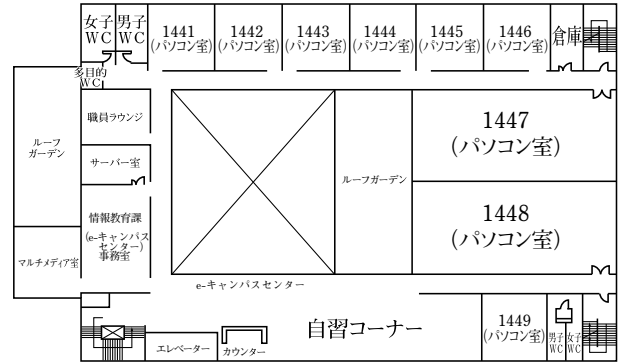 女子
WC
男子
WC
1441
(パソコン室)
1442
(パソコン室)
1443
(パソコン室)
1444
(パソコン室)
1445
(パソコン室)
1446
(パソコン室)
倉庫
多目的
WC
職員ラウンジ
ルーフ
ガーデン
サーバー室
1447
(パソコン室)
ルーフガーデン
情報教育課
(e-キャンパス
センター)
事務室
1448
(パソコン室)
マルチメディア室
e-キャンパスセンター
自習コーナー
1449
(パソコン室)
男子
WC
女子
WC
エレベーター
カウンター